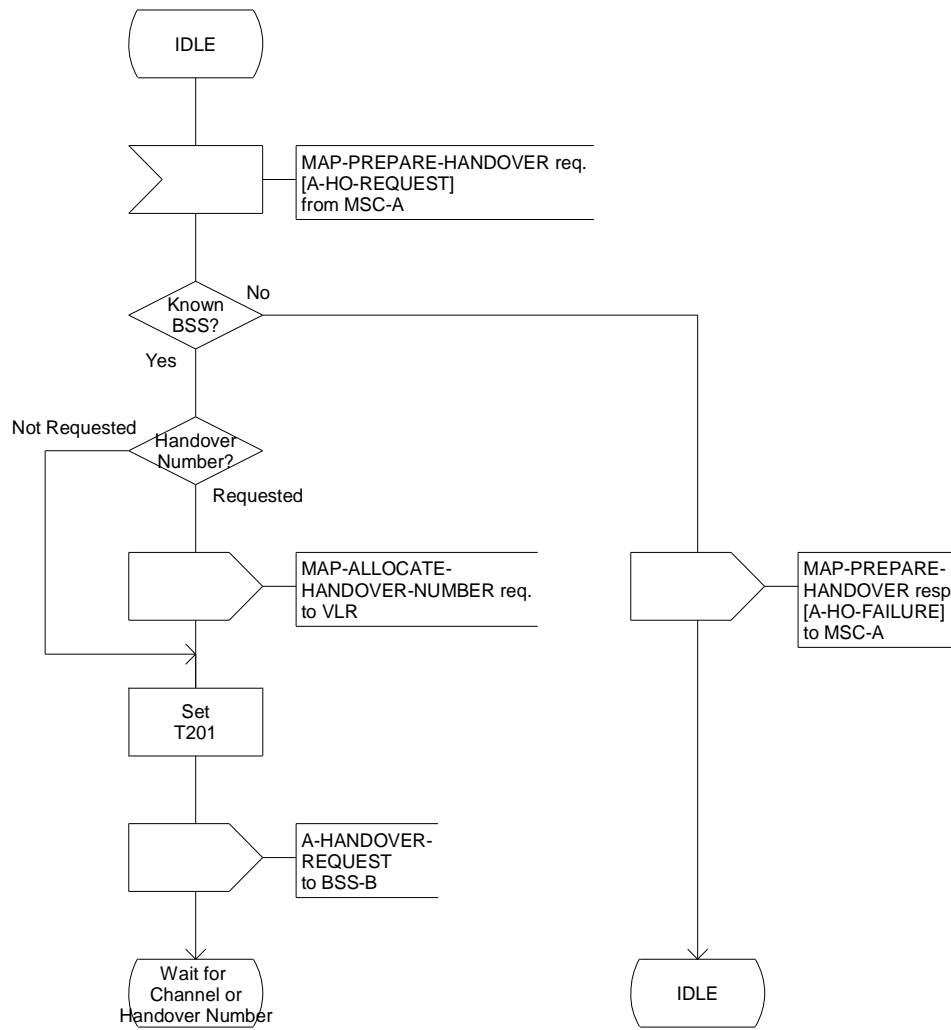 IDLE
MAP-PREPARE-HANDOVER req.
[A-HO-REQUEST]
from MSC-A
Known
BSS?
No
Yes
Not Requested
Handover
Number?
Requested
MAP-ALLOCATE-
HANDOVER-NUMBER req.
to VLR
MAP-PREPARE-
HANDOVER resp
[A-HO-FAILURE]
to MSC-A
Set
T201
A-HANDOVER-
REQUEST
to BSS-B
Wait for
Channel or
Handover Number
IDLE